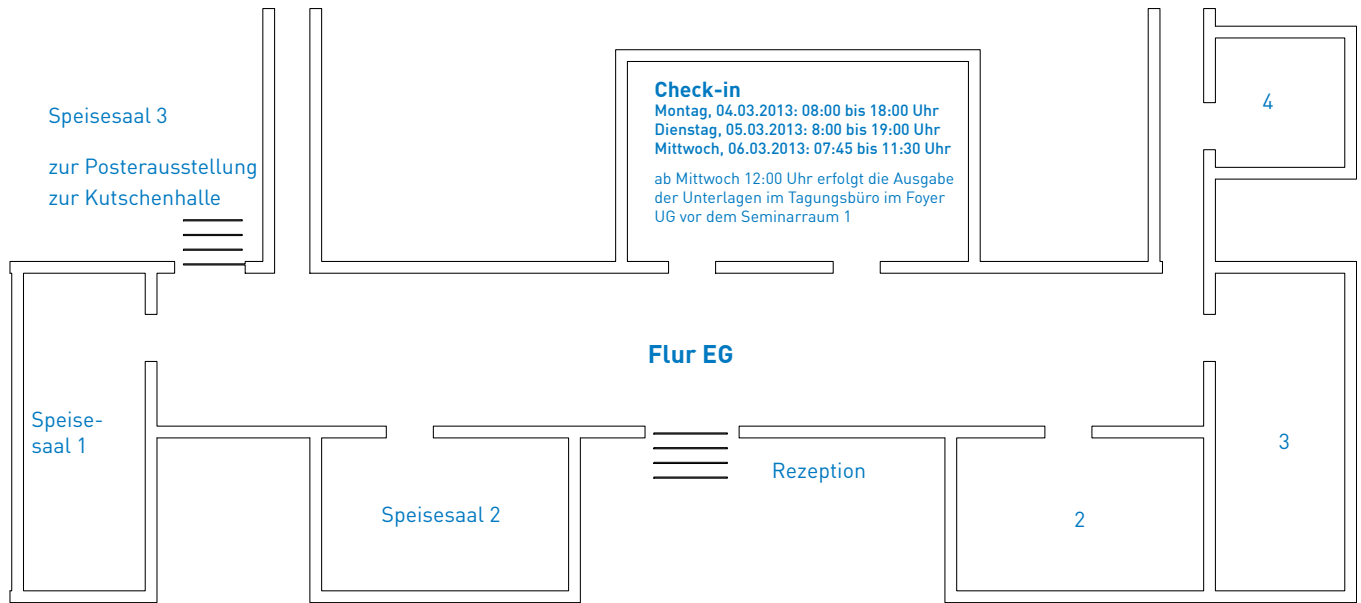 Speisesaal 3
zur Posterausstellung
zur Kutschenhalle
Check-in
Montag, 04.03.2013: 08:00 bis 18:00 Uhr
Dienstag, 05.03.2013: 8:00 bis 19:00 Uhr
Mittwoch, 06.03.2013: 07:45 bis 11:30 Uhr
ab Mittwoch 12:00 Uhr erfolgt die Ausgabe
der Unterlagen im Tagungsbüro im Foyer
UG vor dem Seminarraum 1
4
Flur EG
Speise-
saal 1
Speisesaal 2
Rezeption
2
3